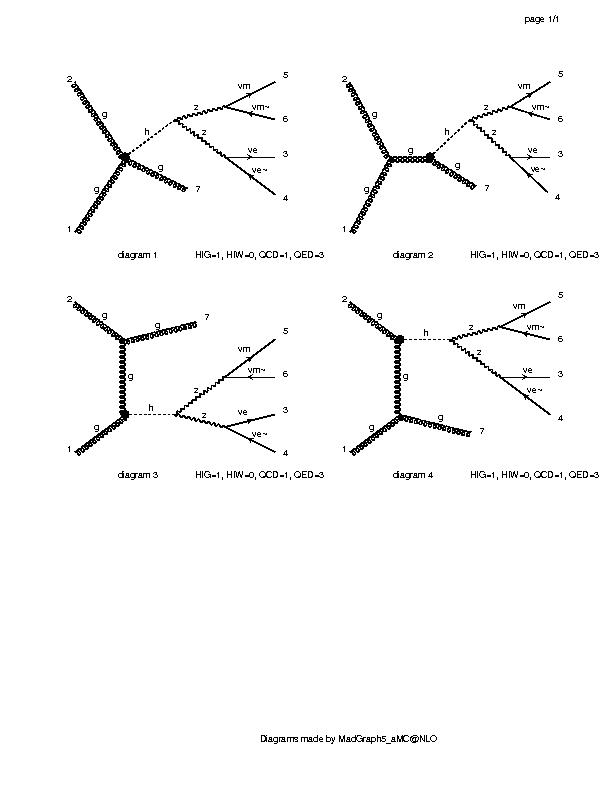 page 1/1
2
g
g
1
h
g
7
z
z
vm
5
vm~
6
ve
3
ve~
4
diagram 1 HIG=1, HIW=0, QCD=1, QED=3
2
g
g
1
g
h
g
7
z
z
vm
5
vm~
6
ve
3
ve~
4
diagram 2 HIG=1, HIW=0, QCD=1, QED=3
2
g
g
7
g
g
1
h
z
z
vm
5
vm~
6
ve
3
ve~
4
diagram 3 HIG=1, HIW=0, QCD=1, QED=3
2
g
g
g
1
g
7
h
z
z
vm
5
vm~
6
ve
3
ve~
4
diagram 4 HIG=1, HIW=0, QCD=1, QED=3
Diagrams made by MadGraph5_aMC@NLO